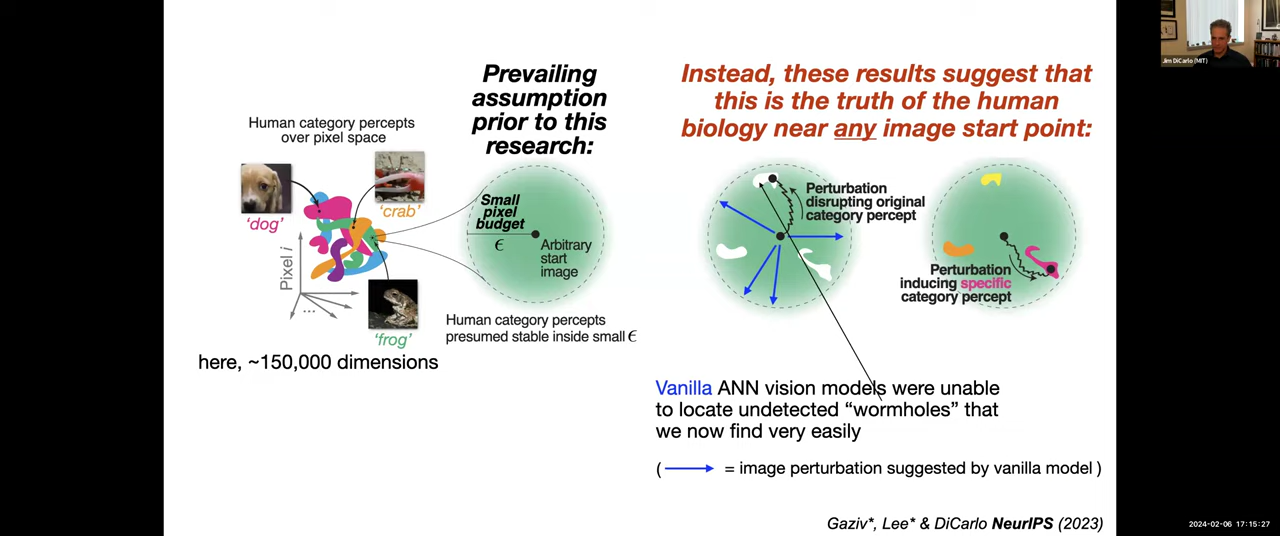 Prevailing
assumption
prior to this
research:
Instead, these results suggest that
this is the truth of the human
biology near any image start point:
Human category percepts
over pixel space
'dog'
'crab'
'frog'
Pixel i
...
here, ~150,000 dimensions
Small
pixel
budget
ϵ
Arbitrary
start
image
Human category percepts
presumed stable inside small ϵ
Perturbation
disrupting original
category percept
Perturbation
inducing specific
category percept
Vanilla ANN vision models were unable
to locate undetected “wormholes” that
we now find very easily
( = image perturbation suggested by vanilla model )
Gaziv*, Lee* & DiCarlo NeurIPS (2023)
Jim DiCarlo (MIT)
2024-02-06 17:15:27